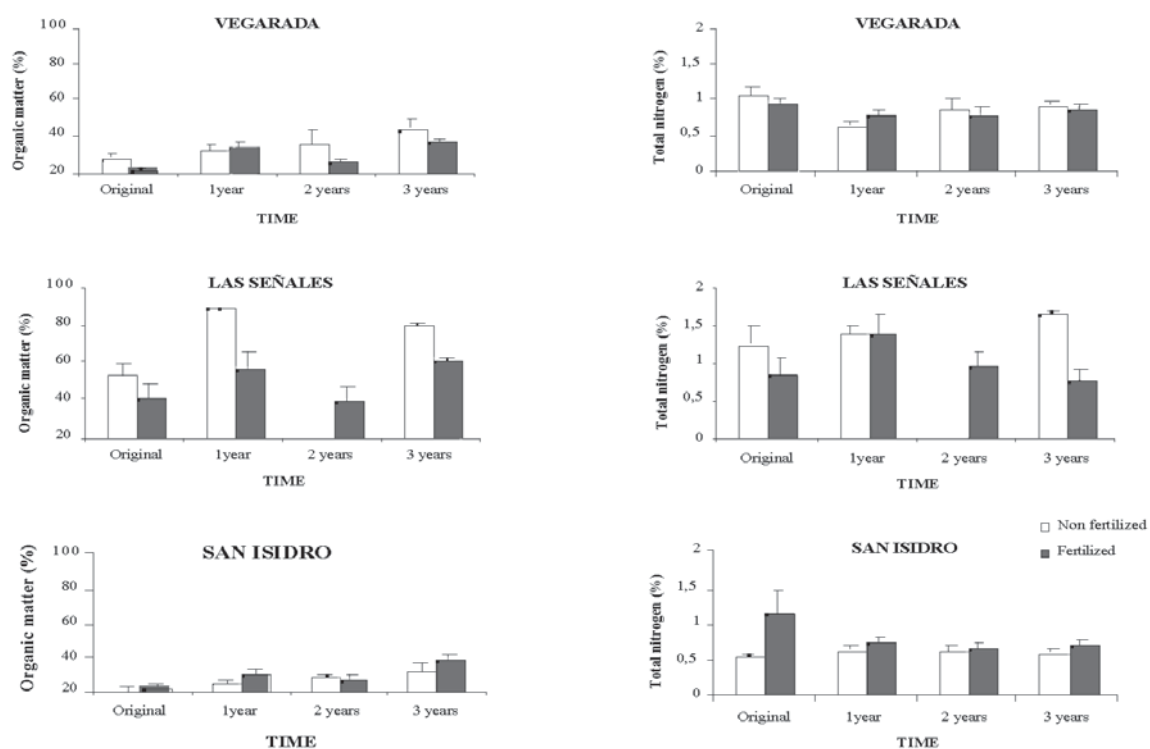 VEGARADA
Organic matter (%)
100
80
60
40
20
Original 1year 2 years 3 years
TIME
VEGARADA
Total nitrogen (%)
2
1,5
1
0,5
0
Original 1year 2 years 3 years
TIME
LAS SEÑALES
Organic matter (%)
100
80
60
40
20
Original 1year 2 years 3 years
TIME
LAS SEÑALES
Total nitrogen (%)
2
1,5
1
0,5
0
Original 1year 2 years 3 years
TIME
SAN ISIDRO
Organic matter (%)
100
80
60
40
20
Original 1year 2 years 3 years
TIME
Non fertilized
Fertilized
SAN ISIDRO
Total nitrogen (%)
2
1,5
1
0,5
0
Original 1year 2 years 3 years
TIME